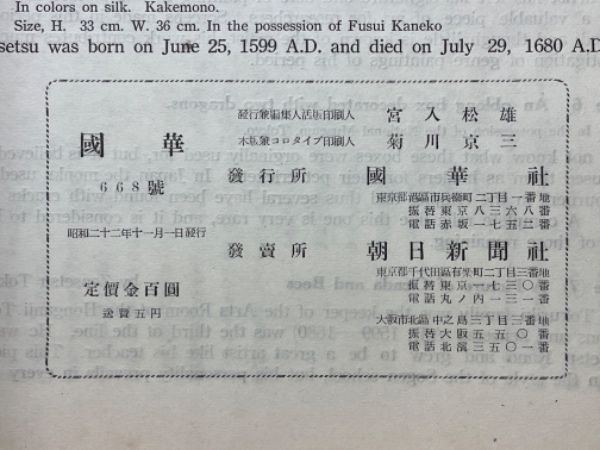 In colors on silk. Kakemono.
Size, H. 33 cm. W. 36 cm. In the possession of Fusui Kaneko
setsu was born on June 25, 1599 A.D. and died on July 29, 1680 A.D
國華
668號
昭和二十二年十一月一日發行
定價金百圓
送費五円
發行兼編集人活版印刷人 宮入松雄
木版兼コロタイプ印刷人 菊川京三
發行所 國華社
東京都港區市兵衞町二丁目一番地
振替東京八三六八番
電話赤坂一七五二番
發賣所 朝日新聞社
東京都千代田區有楽町二丁目三番地
振替東京一七三〇番
電話丸ノ内一三一番
大阪市北區中之島三丁目三番地
振替大阪五五〇番
電話北濱三五〇一番